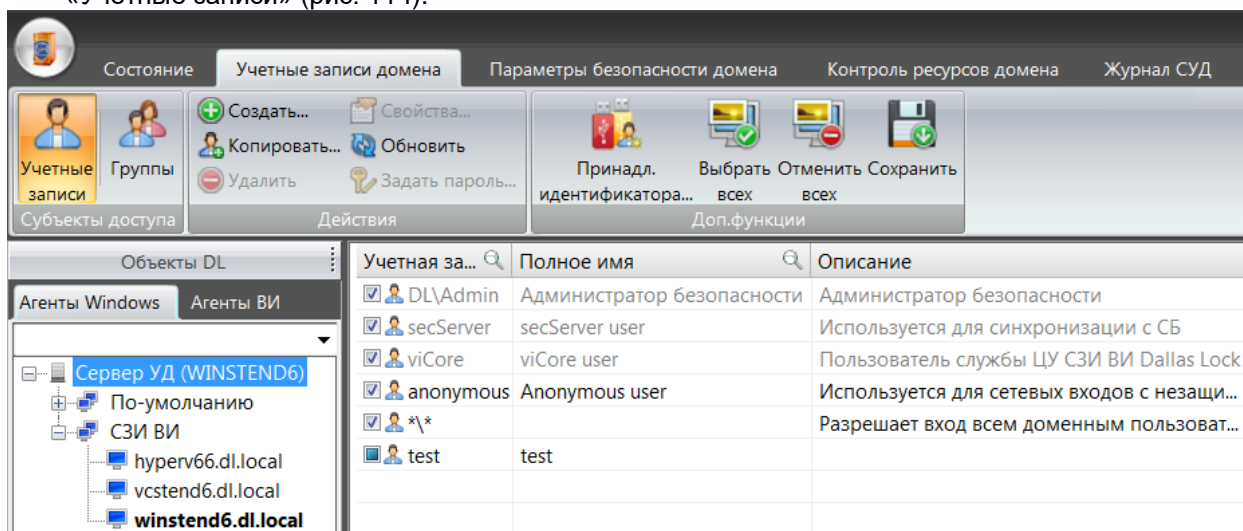 «Учетные записи» (рис. 144).
Состояние Учетные записи домена Параметры безопасности домена Контроль ресурсов домена Журнал СУД
Учетные записи
Группы
Субъекты доступа
Создать... Свойства...
Копировать... Обновить
Удалить Задать пароль...
Действия
Принадл. идентификатора...
Выбрать всех
Отменить всех
Сохранить
Доп.функции
Объекты DL
Агенты Windows Агенты ВИ
Сервер УД (WINSTEND6)
По-умолчанию
СЗИ ВИ
hyperv66.dl.local
vcstend6.dl.local
winstend6.dl.local
Учетная за... Полное имя Описание
DL\Admin Администратор безопасности Администратор безопасности
secServer secServer user Используется для синхронизации с СБ
viCore viCore user Пользователь службы ЦУ СЗИ ВИ Dallas Lock
anonymous Anonymous user Используется для сетевых входов с незащи...
*\* Разрешает вход всем доменным пользоват...
test test